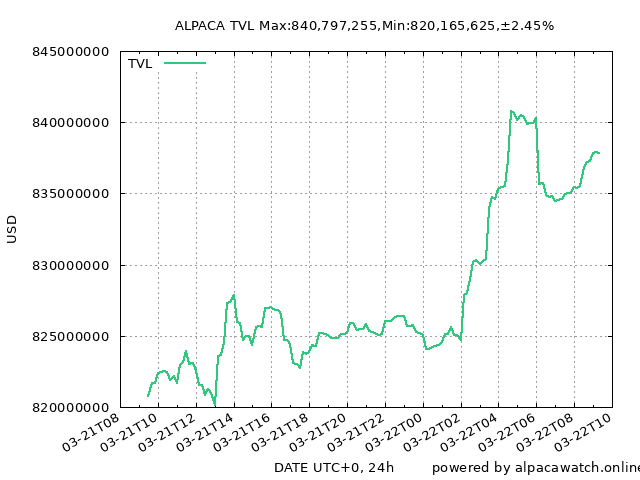 ALPACA TVL Max:840,797,255,Min:820,165,625,±2.45%
845000000
TVL
840000000
835000000
830000000
825000000
820000000
USD
03-21T08
03-21T10
03-21T12
03-21T14
03-21T16
03-21T18
03-21T20
03-21T22
03-22T00
03-22T02
03-22T04
03-22T06
03-22T08
03-22T10
DATE UTC+0, 24h
powered by alpacawatch.online